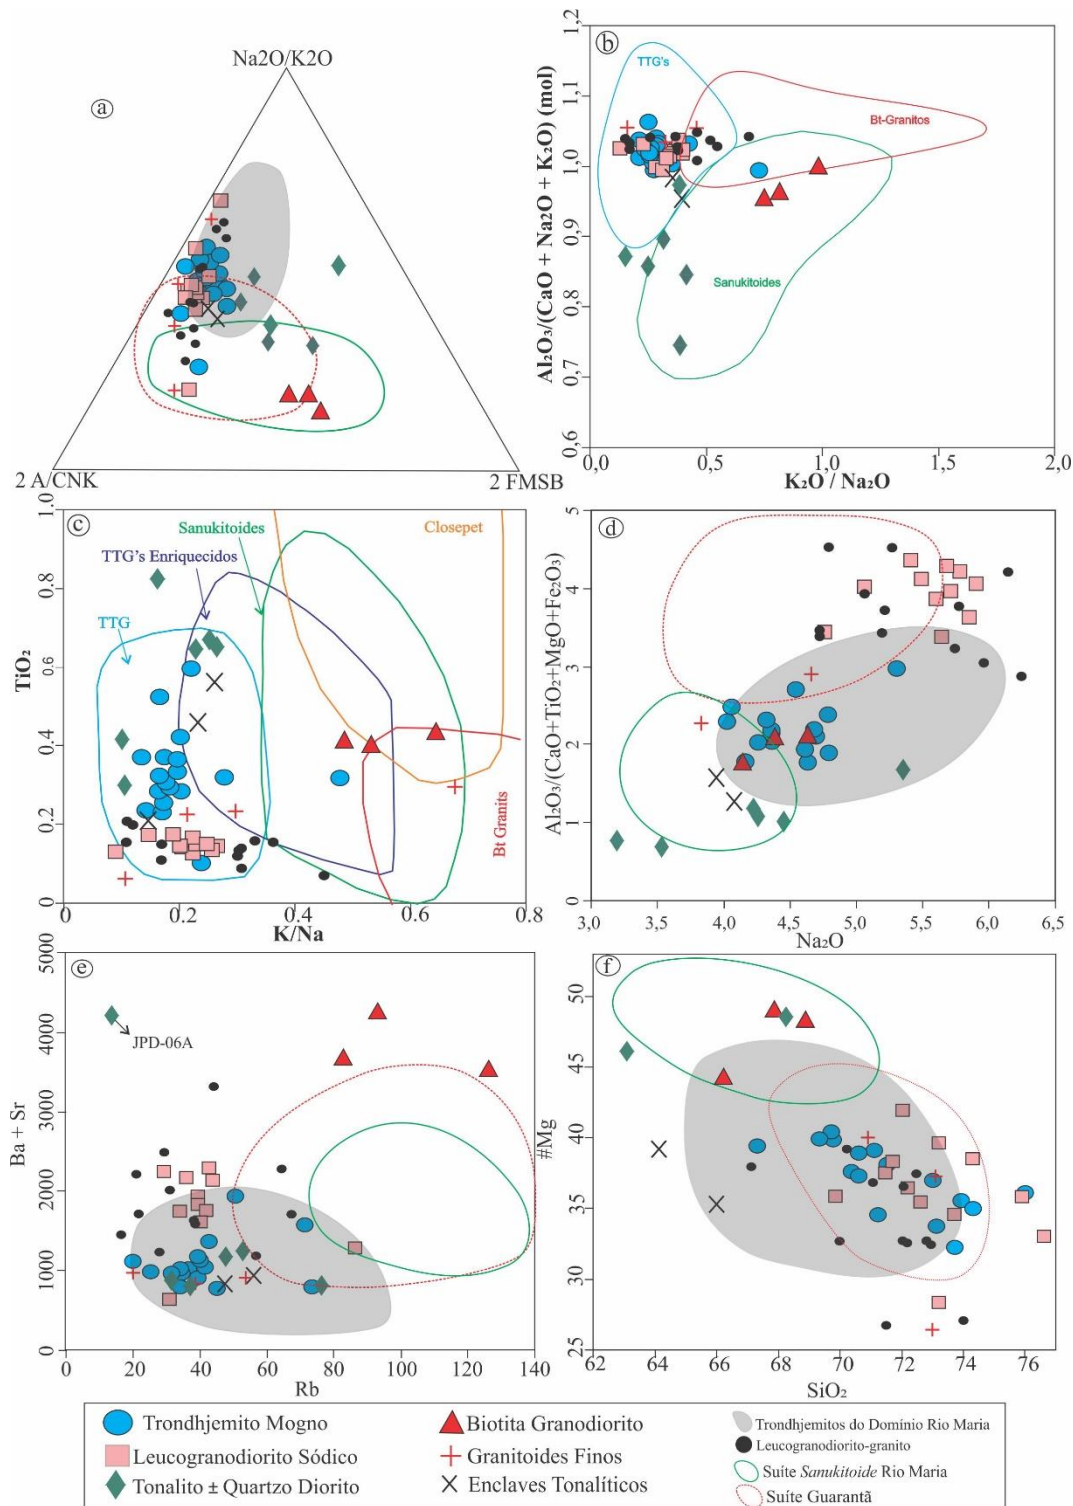 Na2O/K2O
a
2 A/CNK
2 FMSB
b
1,2
1,1
1,0
0,9
0,8
0,7
0,6
Al₂O₃/(CaO + Na₂O + K₂O) (mol)
TTG's
Bt-Granitos
Sanukitoides
0,0
0,5
1,0
1,5
2,0
K₂O / Na₂O
c
1.0
0.8
0.6
0.4
0.2
0
TiO₂
Sanukitoides
Closepet
TTG's Enriquecidos
TTG
Bt Granits
0
0.2
0.4
0.6
0.8
K/Na
d
5
4
3
2
1
0
Al₂O₃/(CaO+TiO₂+MgO+Fe₂O₃)
3,0
3,5
4,0
4,5
5,0
5,5
6,0
6,5
Na₂O
e
5000
4000
3000
2000
1000
0
Ba + Sr
JPD-06A
0
20
40
60
80
100
120
140
Rb
f
50
45
40
35
30
25
#Mg
62
64
66
68
70
72
74
76
SiO₂
Trondhjemito Mogno
Leucogranodiorito Sódico
Tonalito ± Quartzo Diorito
Biotita Granodiorito
Granitoides Finos
Enclaves Tonalíticos
Trondhjemitos do Domínio Rio Maria
Leucogranodiorito-granito
Suíte Sanukitoide Rio Maria
Suíte Guarantã